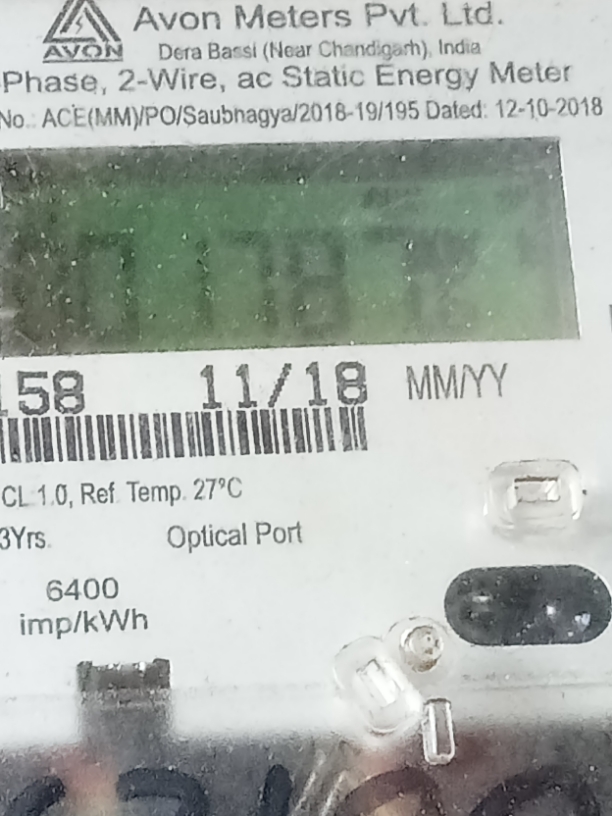 Avon Meters Pvt. Ltd.
AVON
Dera Bassi (Near Chandigarh), India
Phase, 2-Wire, ac Static Energy Meter
No.: ACE(MM)/PO/Saubhagya/2018-19/195 Dated: 12-10-2018
158 11/18 MM/YY
CL 1.0, Ref. Temp. 27°C
3Yrs. Optical Port
6400
imp/kWh
AVON